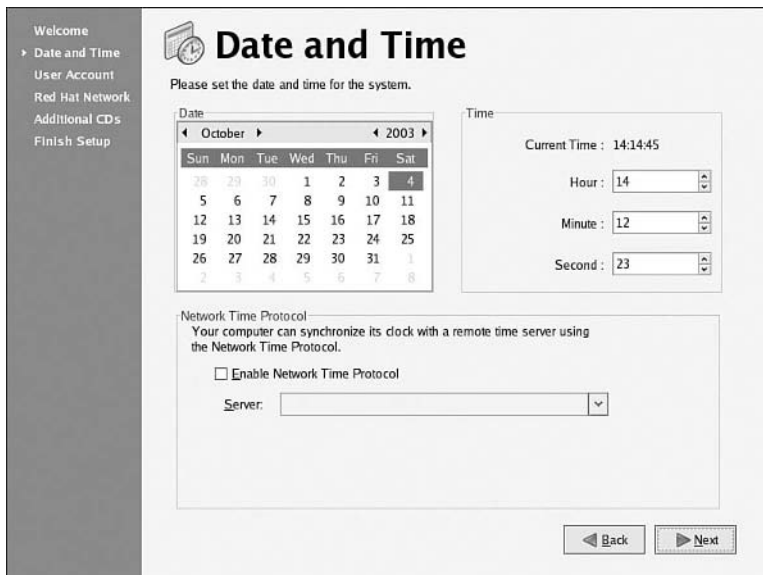 Welcome
Date and Time
User Account
Red Hat Network
Additional CDs
Finish Setup
Date and Time
Please set the date and time for the system.
Date
October 2003
Sun Mon Tue Wed Thu Fri Sat
28 29 30 1 2 3 4
5 6 7 8 9 10 11
12 13 14 15 16 17 18
19 20 21 22 23 24 25
26 27 28 29 30 31 1
2 3 4 5 6 7 8
Time
Current Time : 14:14:45
Hour : 14
Minute : 12
Second : 23
Network Time Protocol
Your computer can synchronize its clock with a remote time server using
the Network Time Protocol.
Enable Network Time Protocol
Server:
Back
Next